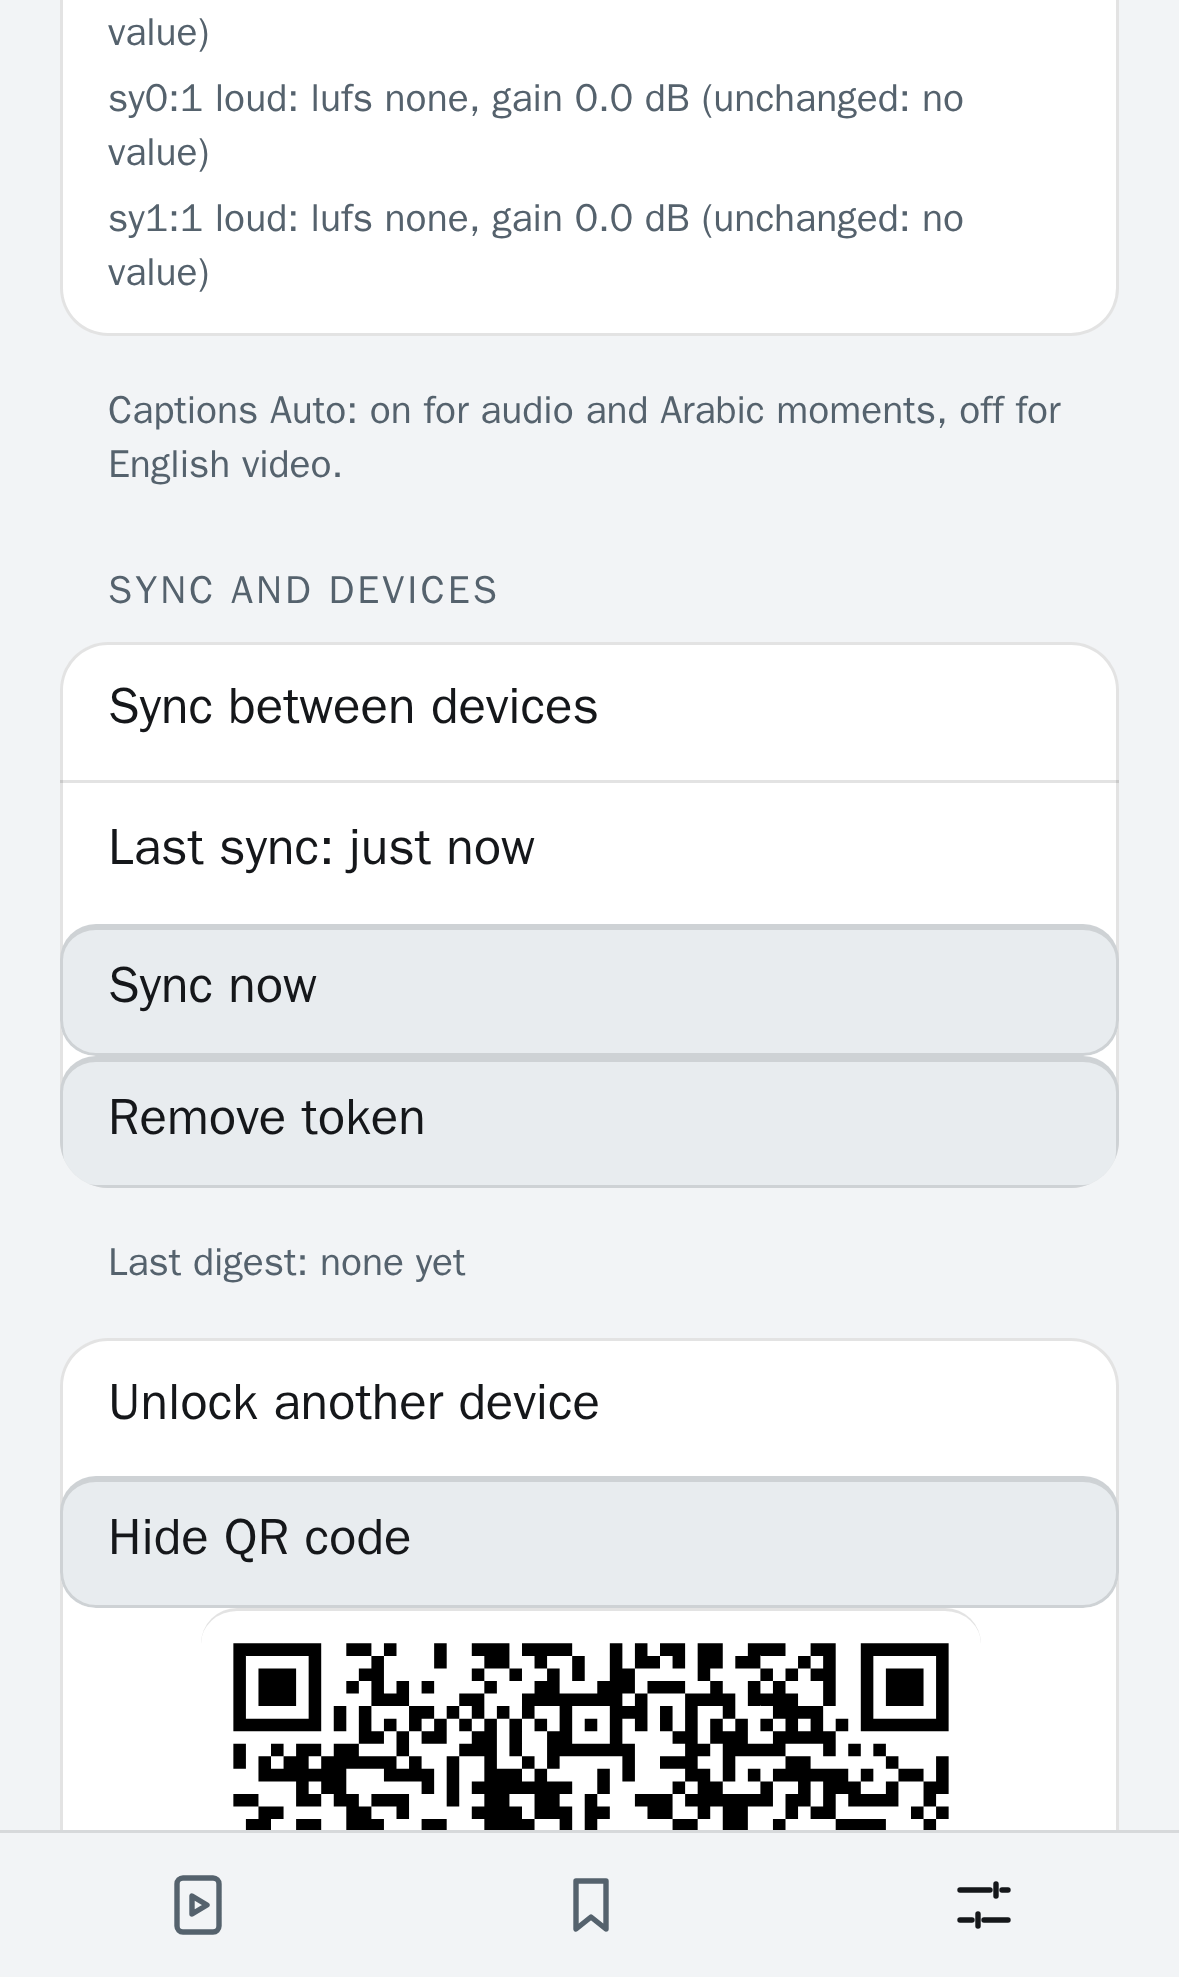 value)
sy0:1 loud: lufs none, gain 0.0 dB (unchanged: no
value)
sy1:1 loud: lufs none, gain 0.0 dB (unchanged: no
value)
Captions Auto: on for audio and Arabic moments, off for
English video.
SYNC AND DEVICES
Sync between devices
Last sync: just now
Sync now
Remove token
Last digest: none yet
Unlock another device
Hide QR code